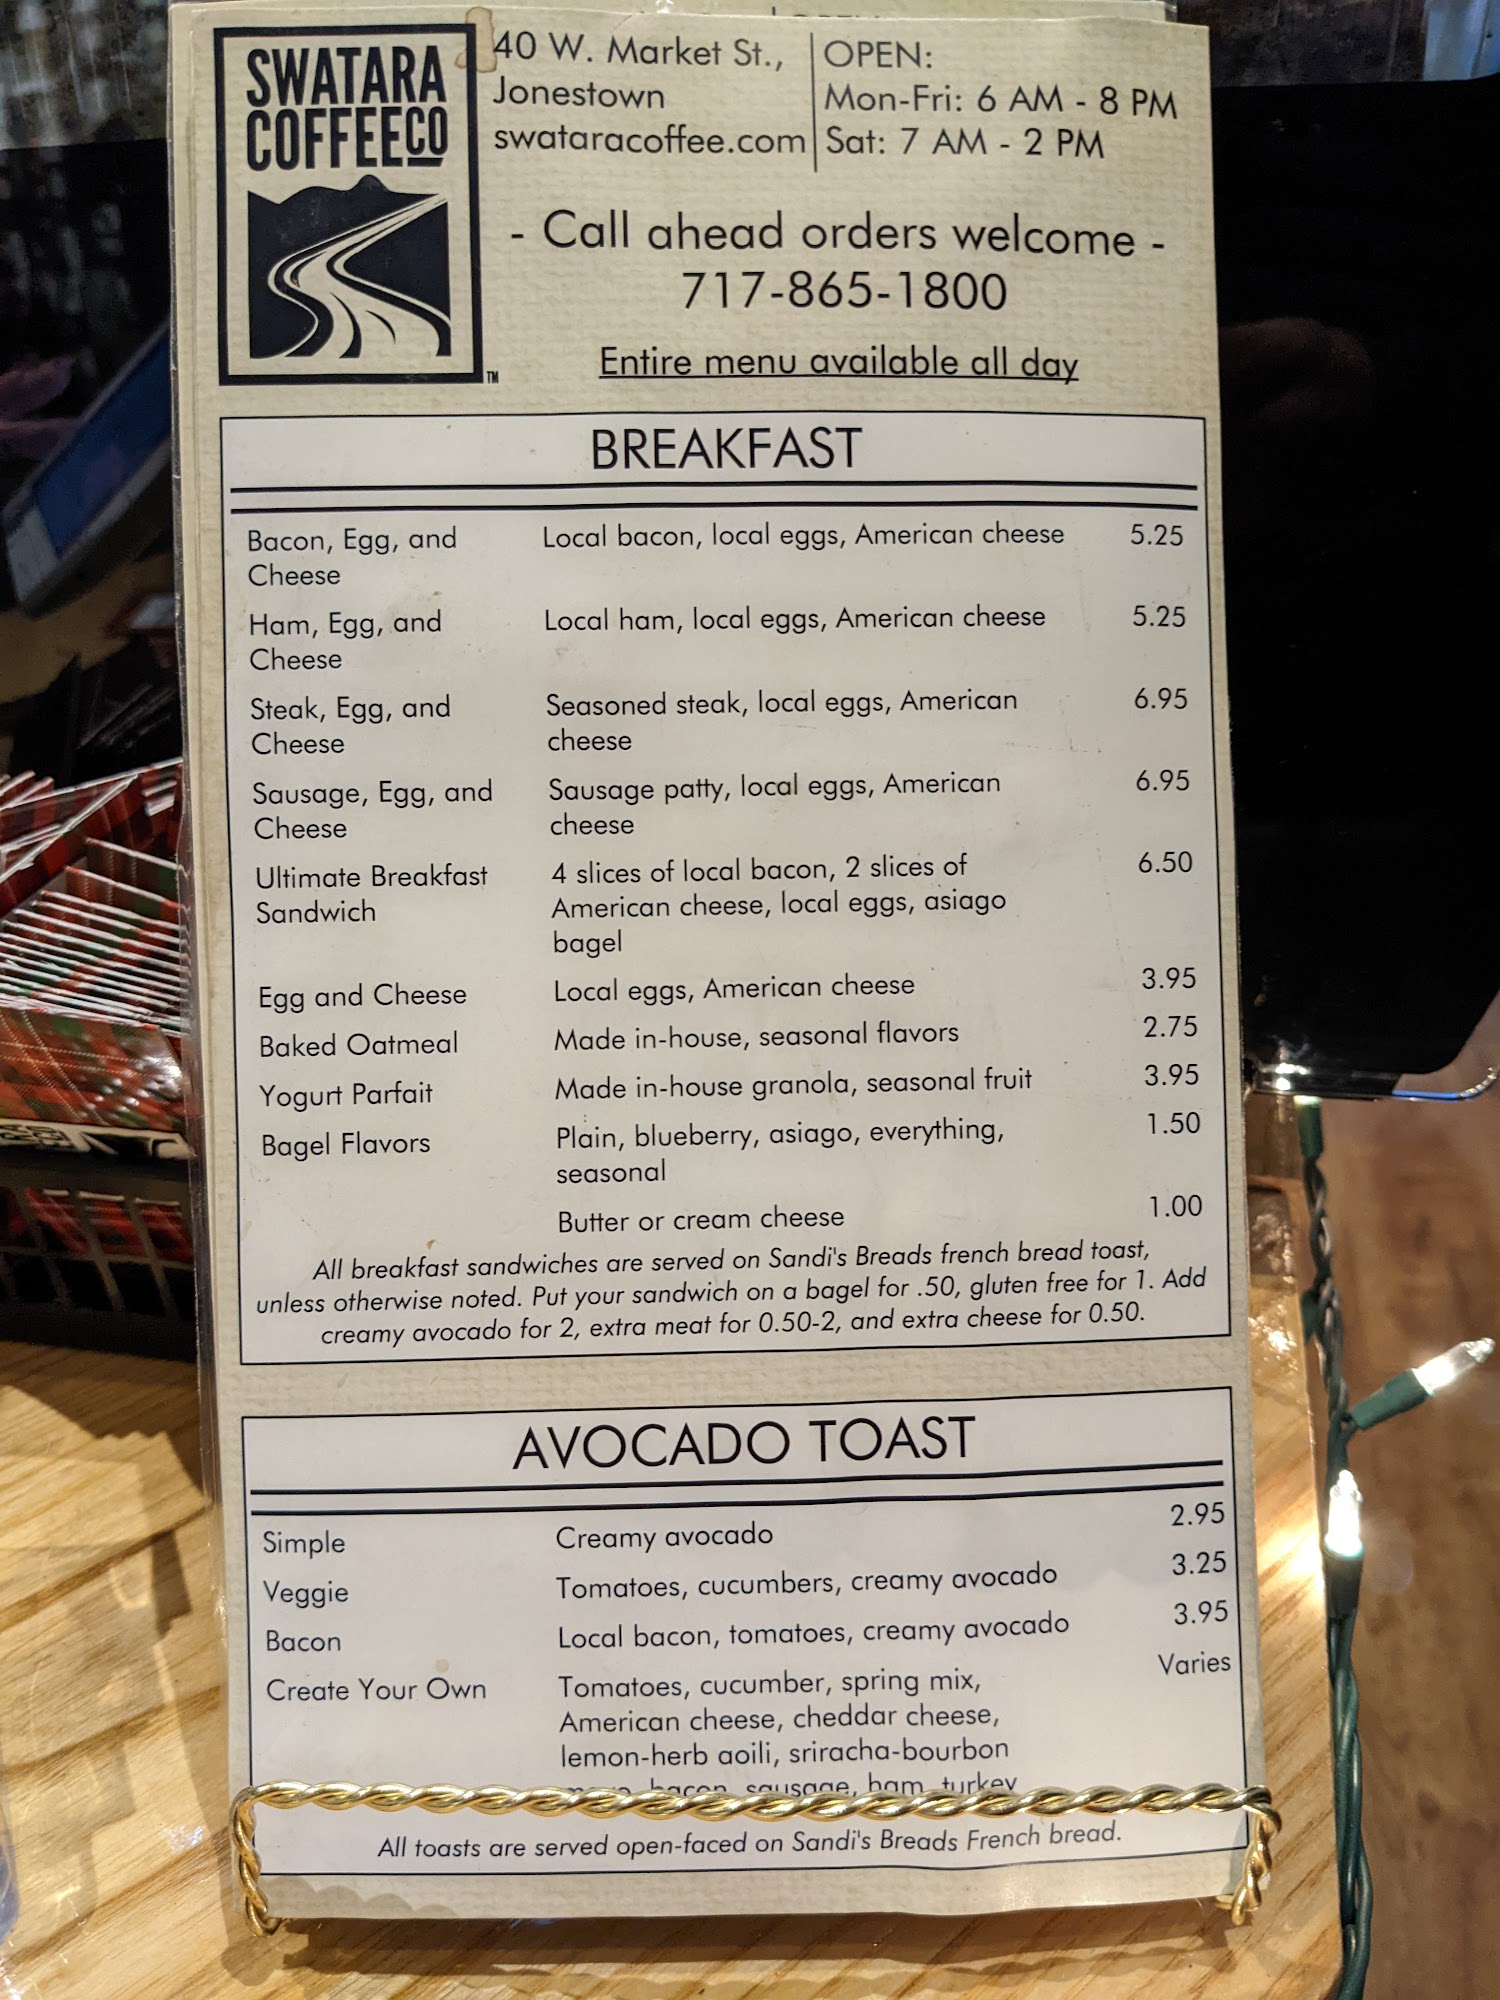 SWATARA
COFFEECO
TM
40 W. Market St.,
Jonestown
swataracoffee.com
OPEN:
Mon-Fri: 6 AM - 8 PM
Sat: 7 AM - 2 PM
- Call ahead orders welcome -
717-865-1800
Entire menu available all day
BREAKFAST
Bacon, Egg, and Local bacon, local eggs, American cheese 5.25
Cheese
Ham, Egg, and Local ham, local eggs, American cheese 5.25
Cheese
Steak, Egg, and Seasoned steak, local eggs, American 6.95
Cheese cheese
Sausage, Egg, and Sausage patty, local eggs, American 6.95
Cheese cheese
Ultimate Breakfast 4 slices of local bacon, 2 slices of 6.50
Sandwich American cheese, local eggs, asiago
bagel
Egg and Cheese Local eggs, American cheese 3.95
Baked Oatmeal Made in-house, seasonal flavors 2.75
Yogurt Parfait Made in-house granola, seasonal fruit 3.95
Bagel Flavors Plain, blueberry, asiago, everything, 1.50
seasonal
Butter or cream cheese 1.00
All breakfast sandwiches are served on Sandi's Breads french bread toast,
unless otherwise noted. Put your sandwich on a bagel for .50, gluten free for 1. Add
creamy avocado for 2, extra meat for 0.50-2, and extra cheese for 0.50.
AVOCADO TOAST
Simple Creamy avocado 2.95
Veggie Tomatoes, cucumbers, creamy avocado 3.25
Bacon Local bacon, tomatoes, creamy avocado 3.95
Create Your Own Tomatoes, cucumber, spring mix, Varies
American cheese, cheddar cheese,
lemon-herb aoili, sriracha-bourbon
bacon, sausage, ham, turkey
All toasts are served open-faced on Sandi's Breads French bread.